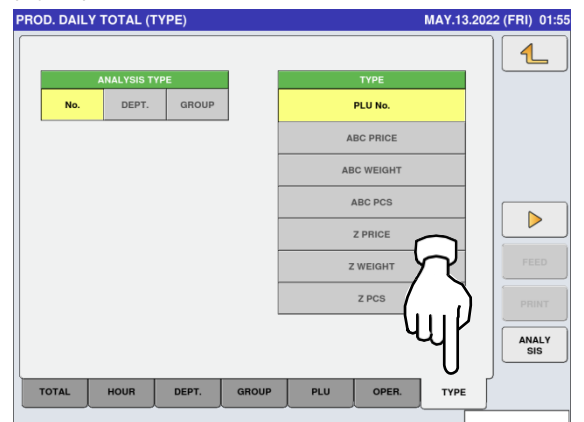 PROD. DAILY TOTAL (TYPE) MAY.13.2022 (FRI) 01:55
ANALYSIS TYPE
No. DEPT. GROUP
TYPE
PLU No.
ABC PRICE
ABC WEIGHT
ABC PCS
Z PRICE
Z WEIGHT
Z PCS
FEED
PRINT
ANALY
SIS
TOTAL HOUR DEPT. GROUP PLU OPER. TYPE